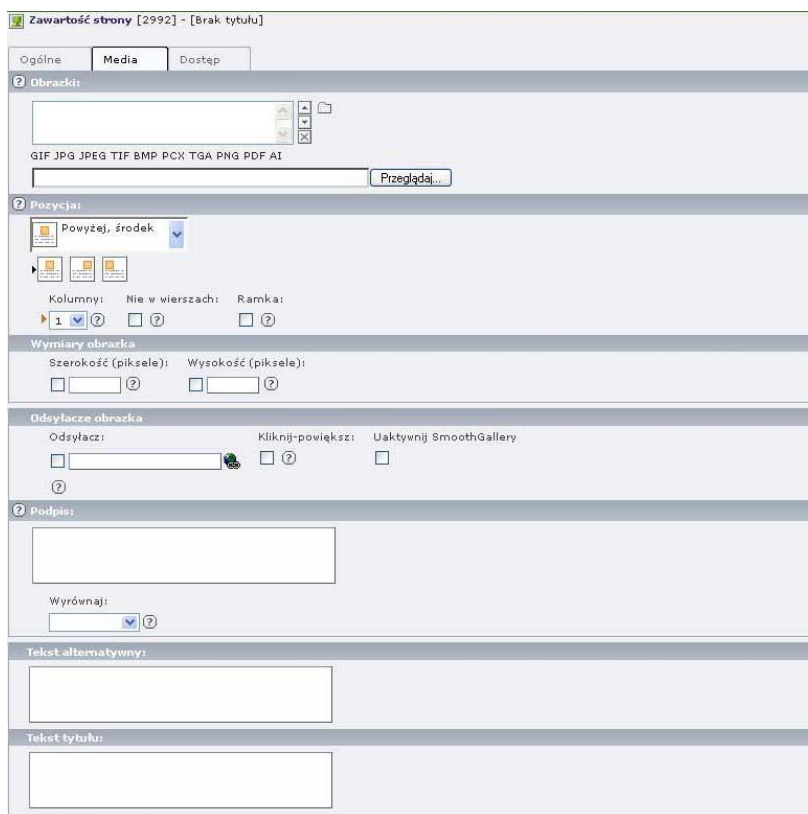 Zawartość strony [2992] - [Brak tytułu]
Ogólne Media Dostęp
Obrazki:
GIF JPG JPEG TIF BMP PCX TGA PNG PDF AI
Przeglądaj...
Pozycja:
Powyżej, środek
Kolumny: Nie w wierszach: Ramka:
1
Wymiary obrazka
Szerokość (piksele): Wysokość (piksele):
Odsyłacze obrazka
Odsyłacz: Kliknij-powiększ: Uaktywnij SmoothGallery
Podpis:
Wyrównaj:
Tekst alternatywny:
Tekst tytułu: